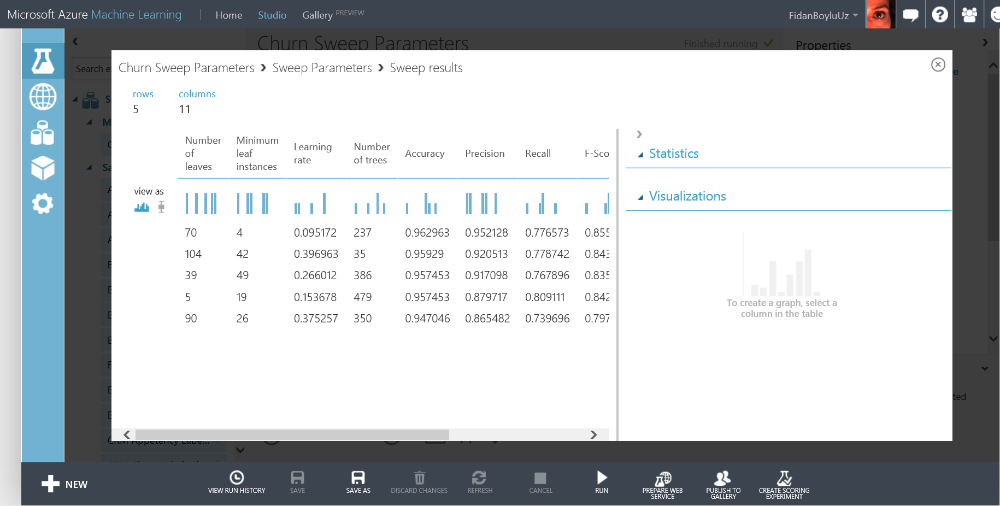 Microsoft Azure Machine Learning | Home Studio Gallery PREVIEW FidanBoyluUz
Churn Sweep Parameters Finished running Properties
Search e
Churn Sweep Parameters > Sweep Parameters > Sweep results
rows columns
5 11
Number of leaves Minimum leaf instances Learning rate Number of trees Accuracy Precision Recall F-Sco
view as
70 4 0.095172 237 0.962963 0.952128 0.776573 0.855
104 42 0.396963 35 0.95929 0.920513 0.778742 0.843
39 49 0.266012 386 0.957453 0.917098 0.767896 0.835
5 19 0.153678 479 0.957453 0.879717 0.809111 0.842
90 26 0.375257 350 0.947046 0.865482 0.739696 0.797
Statistics
Visualizations
To create a graph, select a
column in the table
ted
CRM Appetency Labe...
NEW
VIEW RUN HISTORY SAVE SAVE AS DISCARD CHANGES REFRESH CANCEL RUN PREPARE WEB SERVICE PUBLISH TO GALLERY CREATE SCORING EXPERIMENT